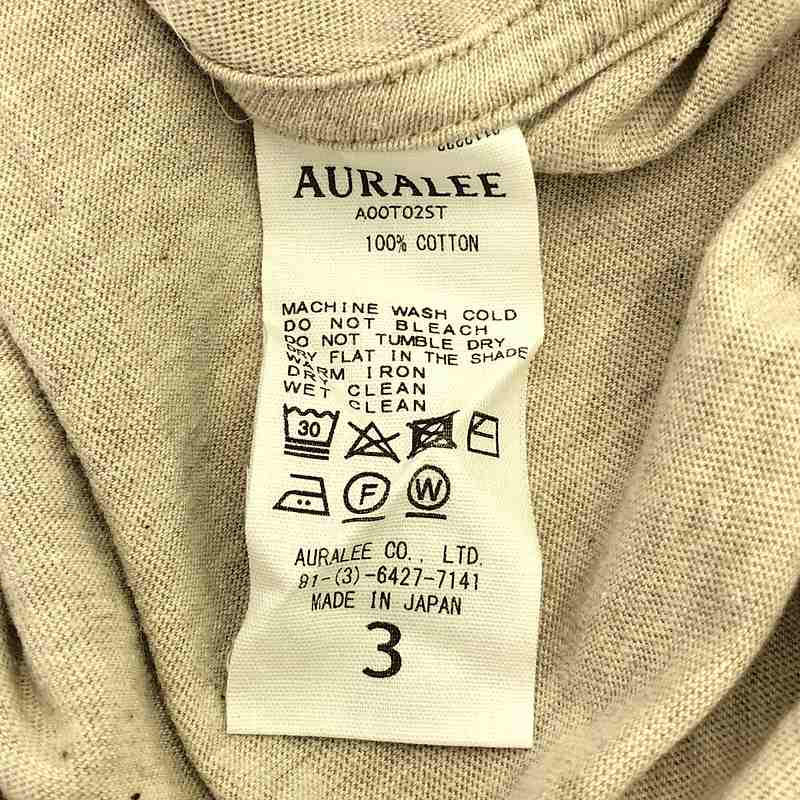 AURALEE
A00T02ST
100% COTTON
MACHINE WASH COLD
DO NOT BLEACH
DO NOT TUMBLE DRY
DRY FLAT IN THE SHADE
WARM IRON
DRY CLEAN
WET CLEAN
30
F W
AURALEE CO., LTD.
81-(3)-6427-7141
MADE IN JAPAN
3